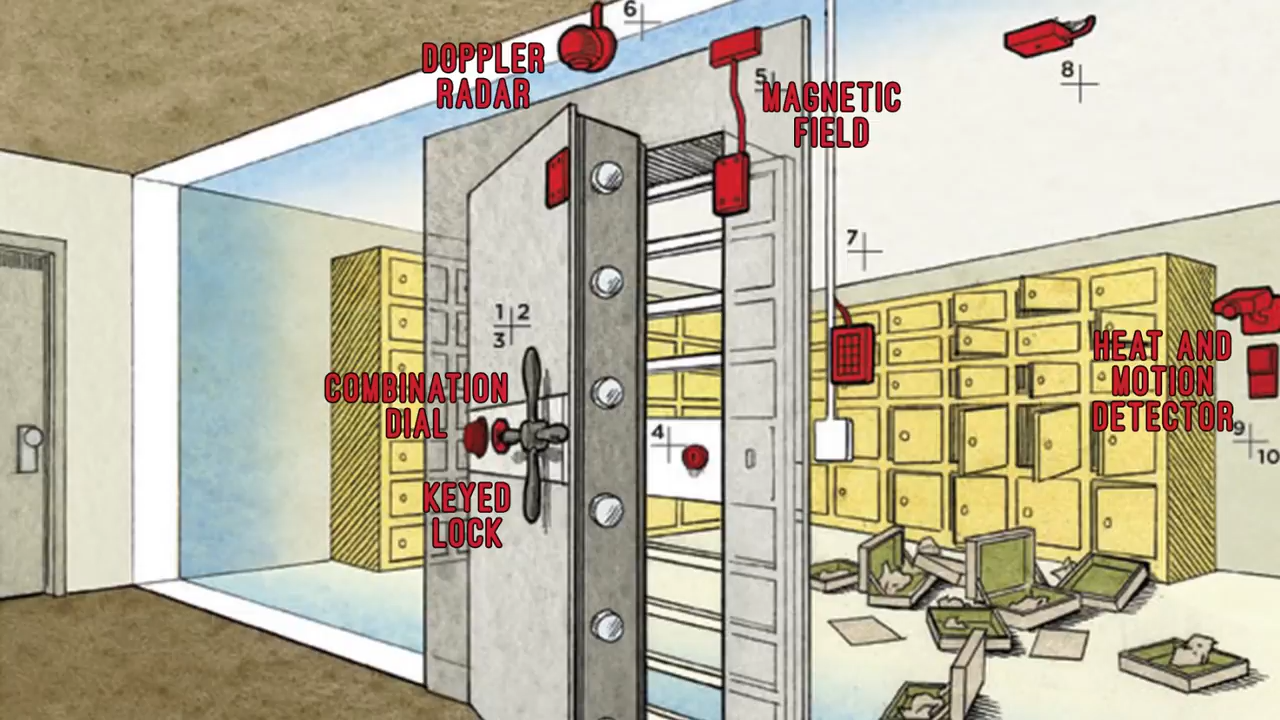 6
DOPPLER
RADAR
5
MAGNETIC
FIELD
8
7
1 2
3
HEAT AND
MOTION
DETECTOR
COMBINATION
DIAL
4
9
10
KEYED
LOCK